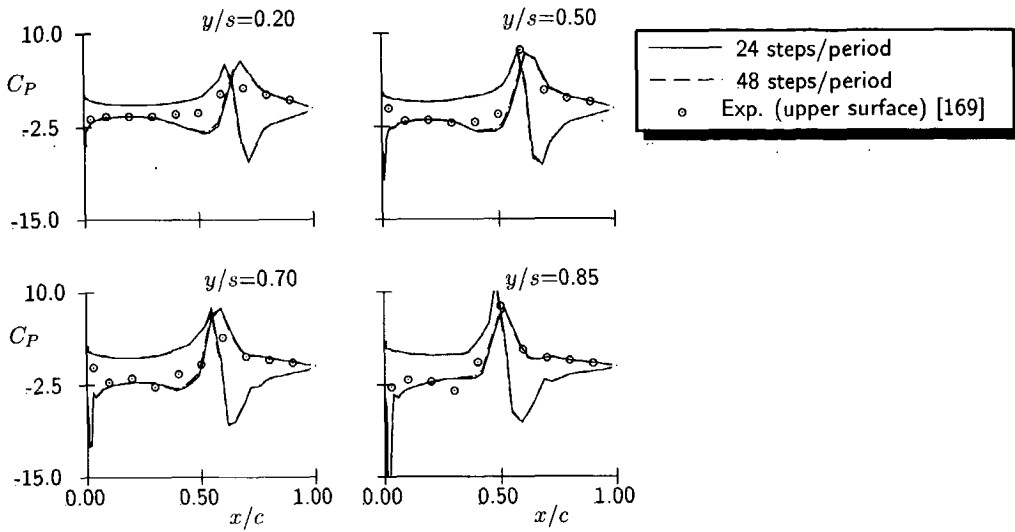 y/s=0.20
y/s=0.50
10.0
C_P
-2.5
-15.0
24 steps/period
48 steps/period
Exp. (upper surface) [169]
y/s=0.70
y/s=0.85
10.0
C_P
-2.5
-15.0
0.00 0.50 1.00
x/c
0.00 0.50 1.00
x/c